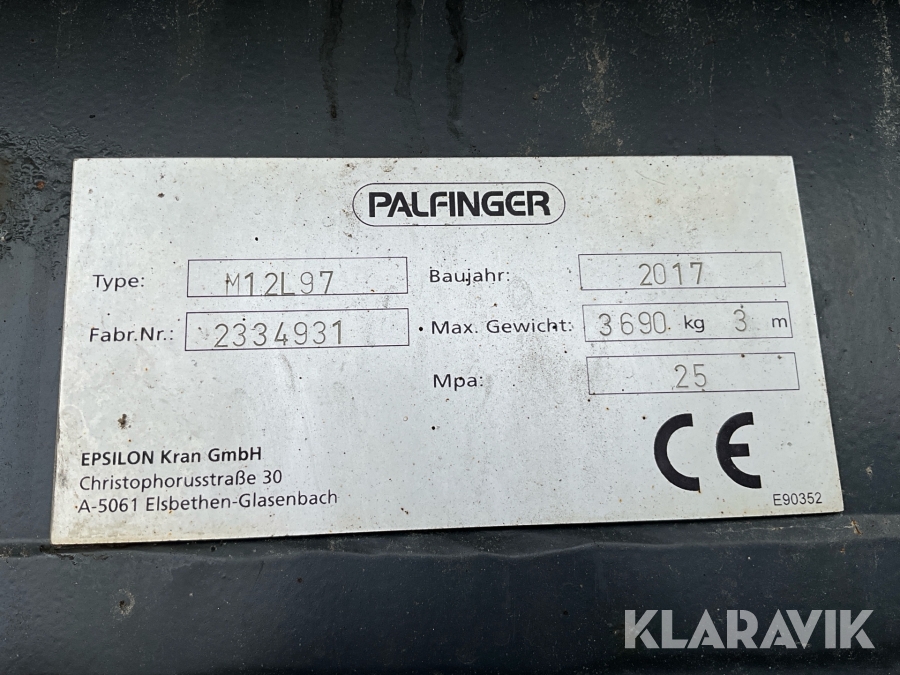 PALFINGER
Type: M12L97
Baujahr: 2017
Fabr.Nr.: 2334931
Max. Gewicht: 3690 kg 3 m
Mpa: 25
EPSILON Kran GmbH
Christophorusstraße 30
A-5061 Elsbethen-Glasenbach
CE
E90352
KLARAVIK